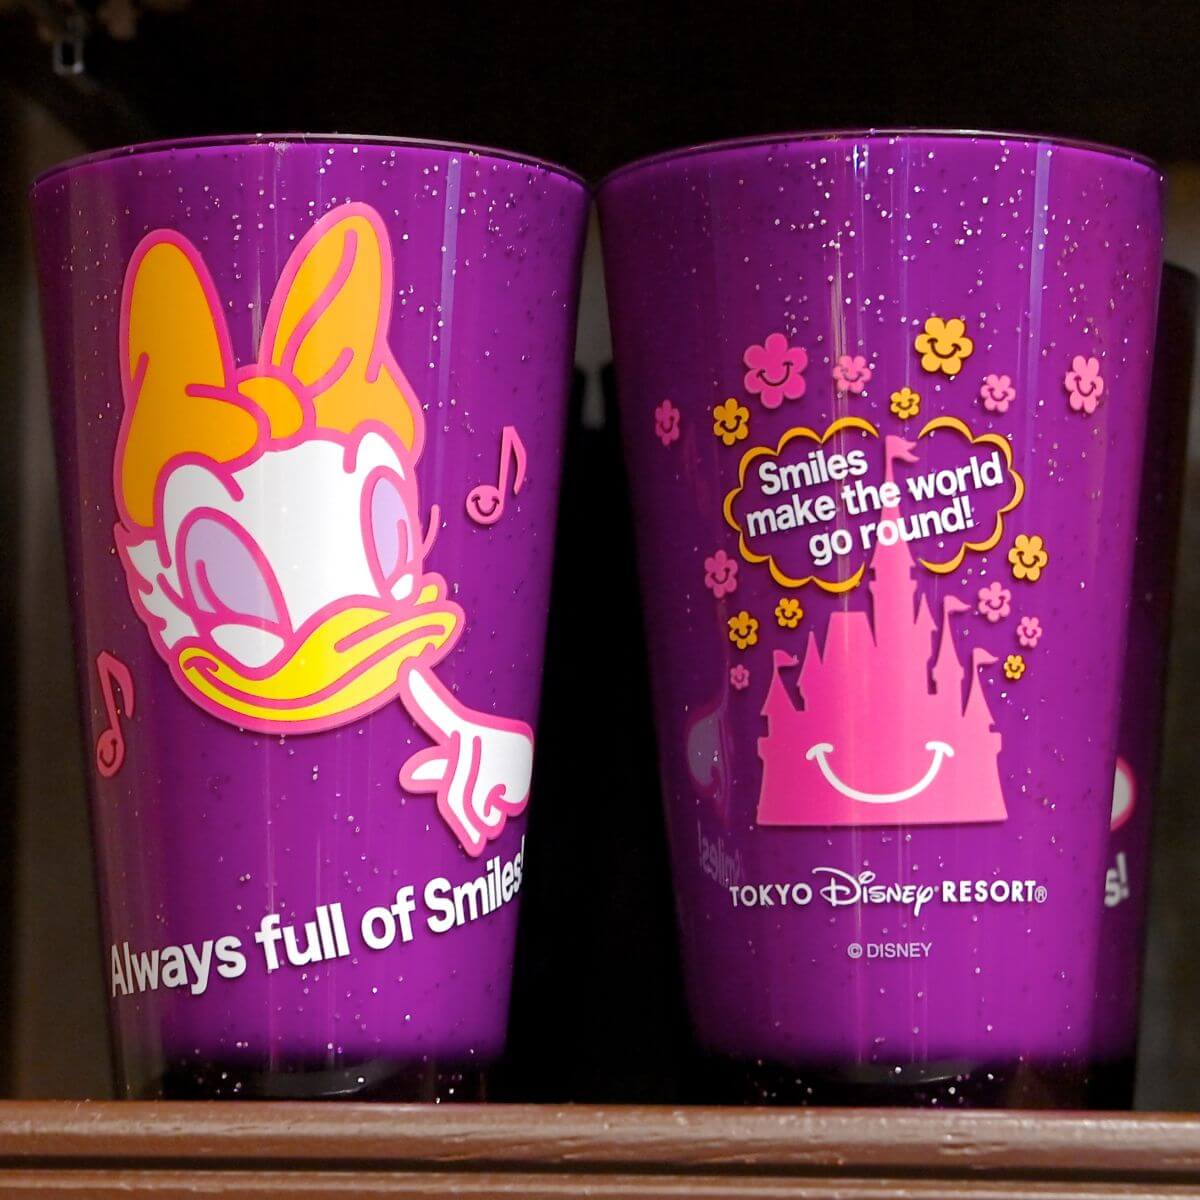 Always full of Smiles!
Smiles
make the world
go round!
TOKYO Disney RESORT®
© DISNEY